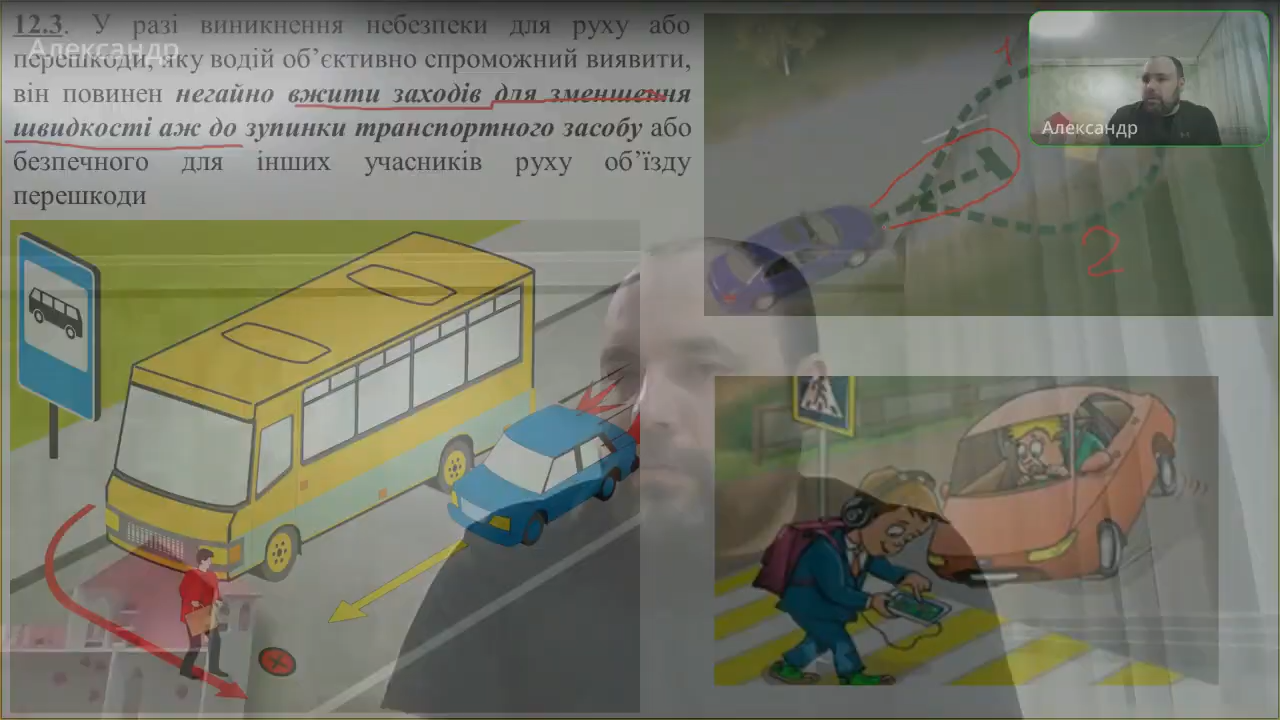 12.3. У разі виникнення небезпеки для руху або
перешкоди, яку водій об’єктивно спроможний виявити,
він повинен негайно вжити заходів для зменшення
швидкості аж до зупинки транспортного засобу або
безпечного для інших учасників руху об’їзду
перешкоди
Александр
1
Александр
2